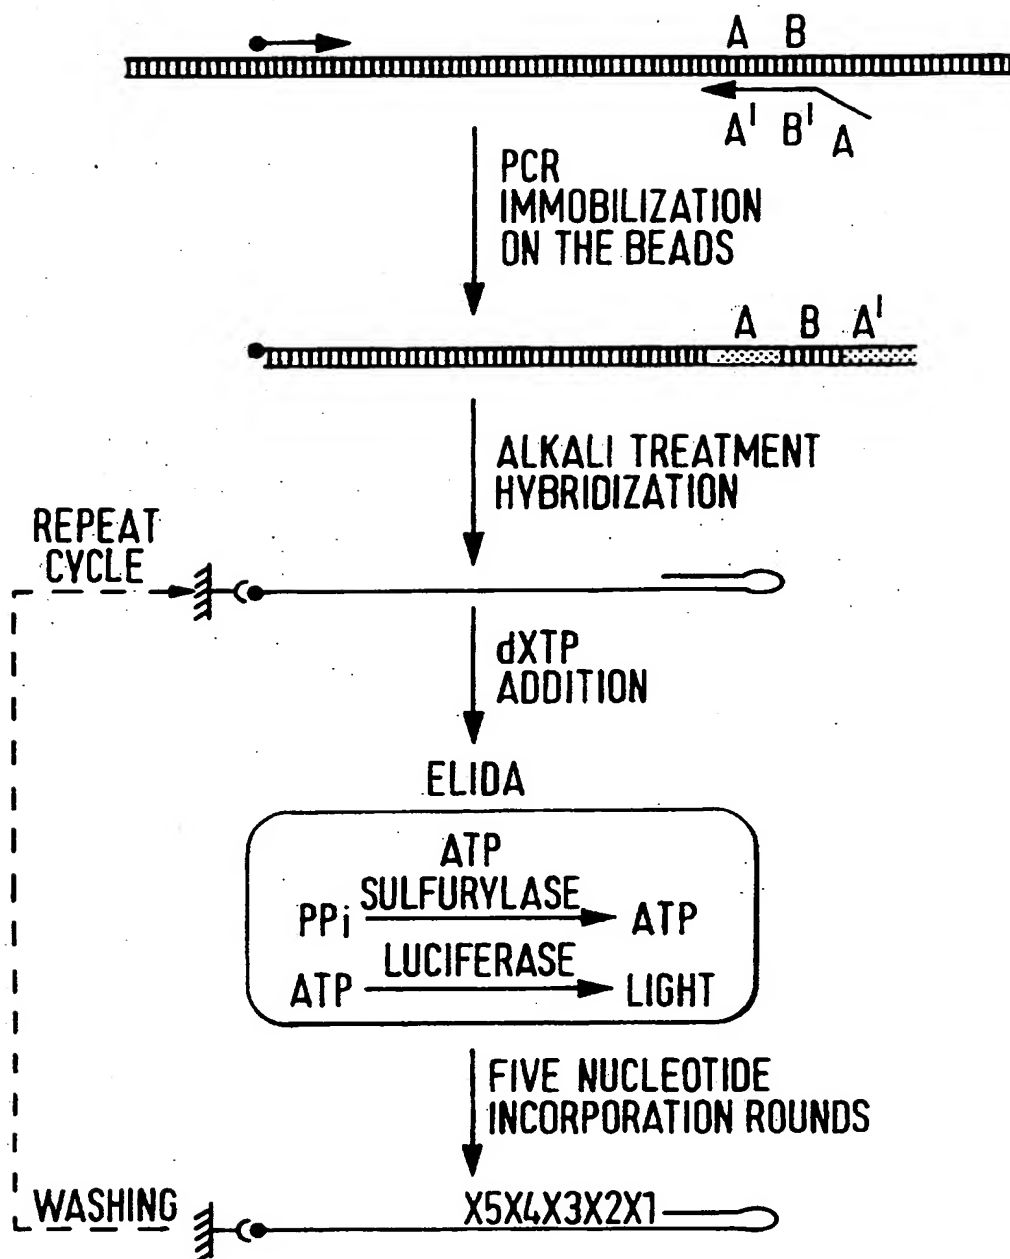 A B
A' B' A
PCR
IMMOBILIZATION
ON THE BEADS
A B A'
ALKALI TREATMENT
HYBRIDIZATION
REPEAT
CYCLE
dXTP
ADDITION
ELIDA
ATP
SULFURYLASE
PPi ATP
LUCIFERASE
ATP LIGHT
FIVE NUCLEOTIDE
INCORPORATION ROUNDS
WASHING
X5X4X3X2X1